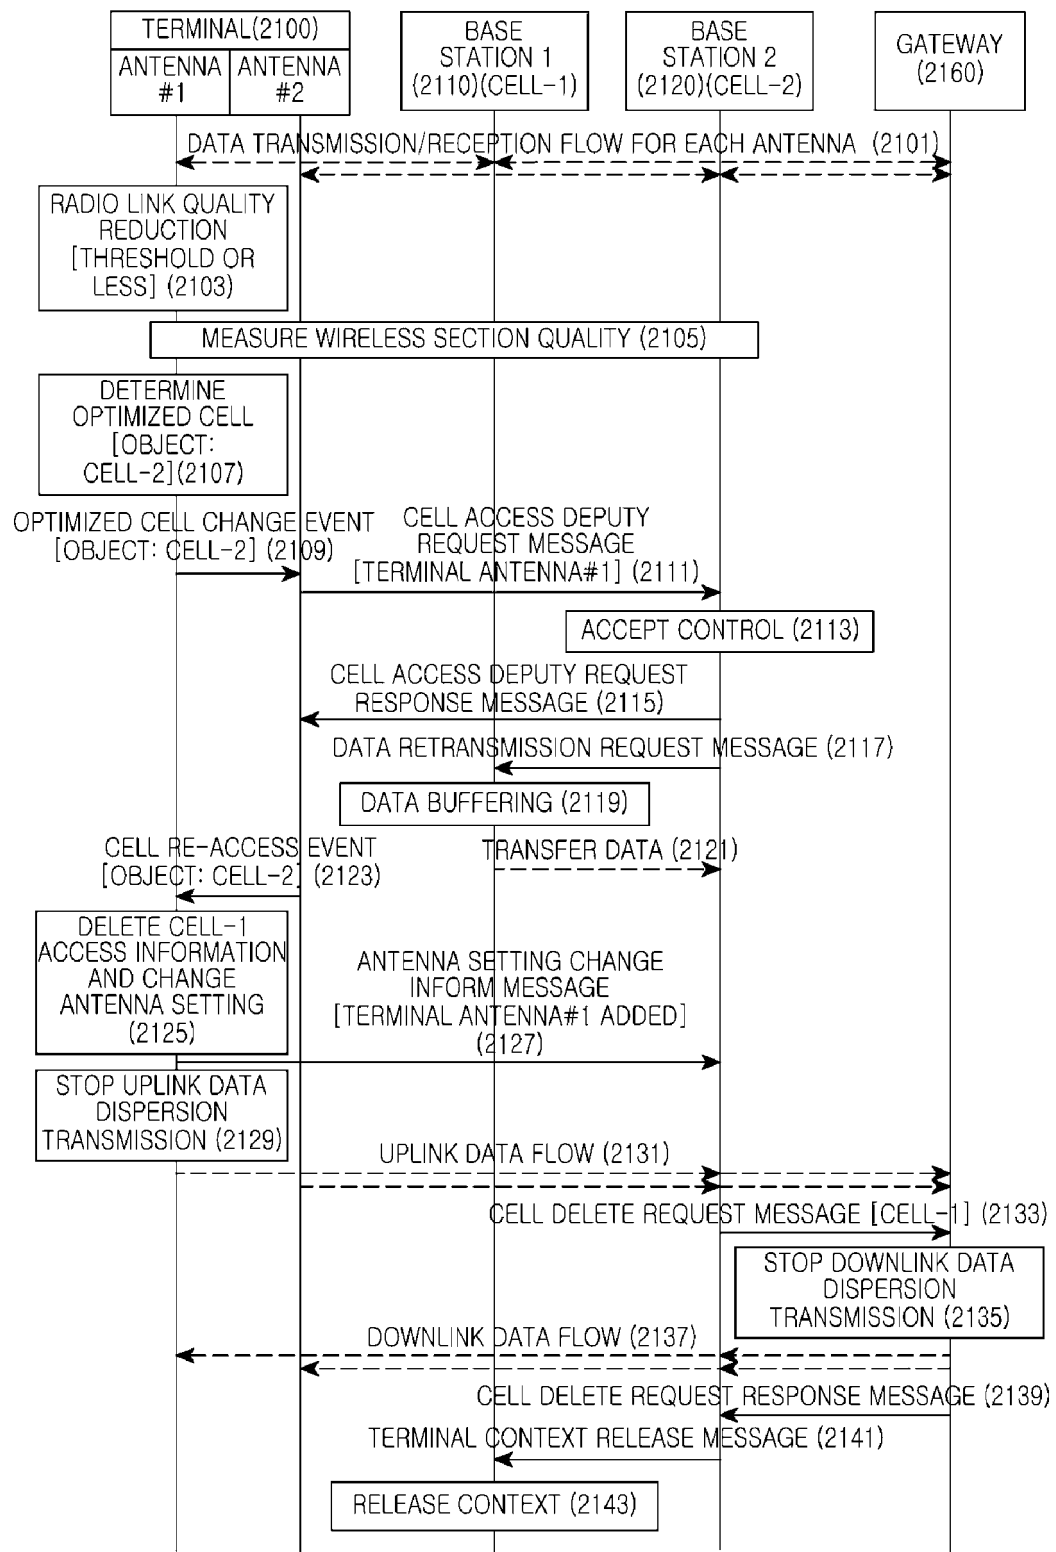 TERMINAL(2100)
ANTENNA
#1
ANTENNA
#2
BASE
STATION 1
(2110)(CELL-1)
BASE
STATION 2
(2120)(CELL-2)
GATEWAY
(2160)
DATA TRANSMISSION/RECEPTION FLOW FOR EACH ANTENNA (2101)
RADIO LINK QUALITY
REDUCTION
[THRESHOLD OR
LESS] (2103)
MEASURE WIRELESS SECTION QUALITY (2105)
DETERMINE
OPTIMIZED CELL
[OBJECT:
CELL-2](2107)
OPTIMIZED CELL CHANGE EVENT
[OBJECT: CELL-2] (2109)
CELL ACCESS DEPUTY
REQUEST MESSAGE
[TERMINAL ANTENNA#1] (2111)
ACCEPT CONTROL (2113)
CELL ACCESS DEPUTY REQUEST
RESPONSE MESSAGE (2115)
DATA RETRANSMISSION REQUEST MESSAGE (2117)
DATA BUFFERING (2119)
TRANSFER DATA (2121)
CELL RE-ACCESS EVENT
[OBJECT: CELL-2] (2123)
DELETE CELL-1
ACCESS INFORMATION
AND CHANGE
ANTENNA SETTING
(2125)
ANTENNA SETTING CHANGE
INFORM MESSAGE
[TERMINAL ANTENNA#1 ADDED]
(2127)
STOP UPLINK DATA
DISPERSION
TRANSMISSION (2129)
UPLINK DATA FLOW (2131)
CELL DELETE REQUEST MESSAGE [CELL-1] (2133)
STOP DOWNLINK DATA
DISPERSION
TRANSMISSION (2135)
DOWNLINK DATA FLOW (2137)
CELL DELETE REQUEST RESPONSE MESSAGE (2139)
TERMINAL CONTEXT RELEASE MESSAGE (2141)
RELEASE CONTEXT (2143)